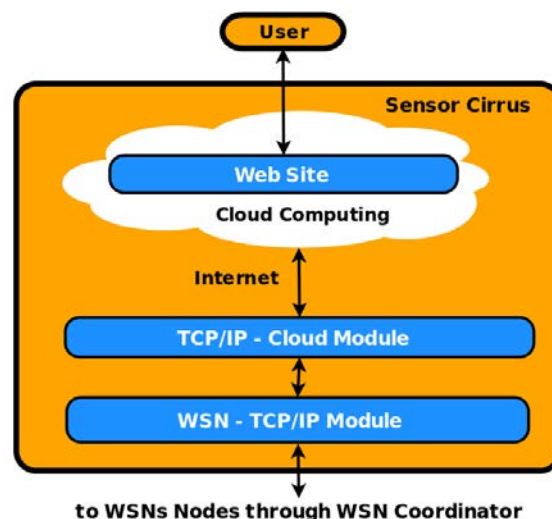 User
Sensor Cirrus
Web Site
Cloud Computing
Internet
TCP/IP - Cloud Module
WSN - TCP/IP Module
to WSNs Nodes through WSN Coordinator